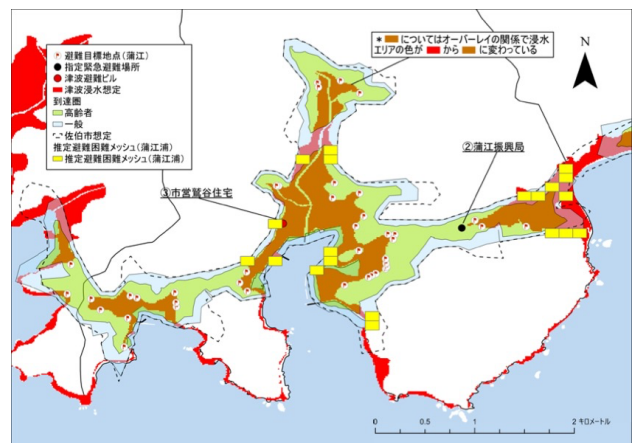 避難目標地点(蒲江)
指定緊急避難場所
津波避難ビル
津波浸水想定
到達圏
高齢者
一般
佐伯市想定
推定避難困難メッシュ(蒲江浦)
推定避難困難メッシュ(蒲江浦)
＊ についてはオーバーレイの関係で浸水
エリアの色が から に変わっている
N
②蒲江振興局
③市営鷲谷住宅
0 0.5 1 2 キロメートル